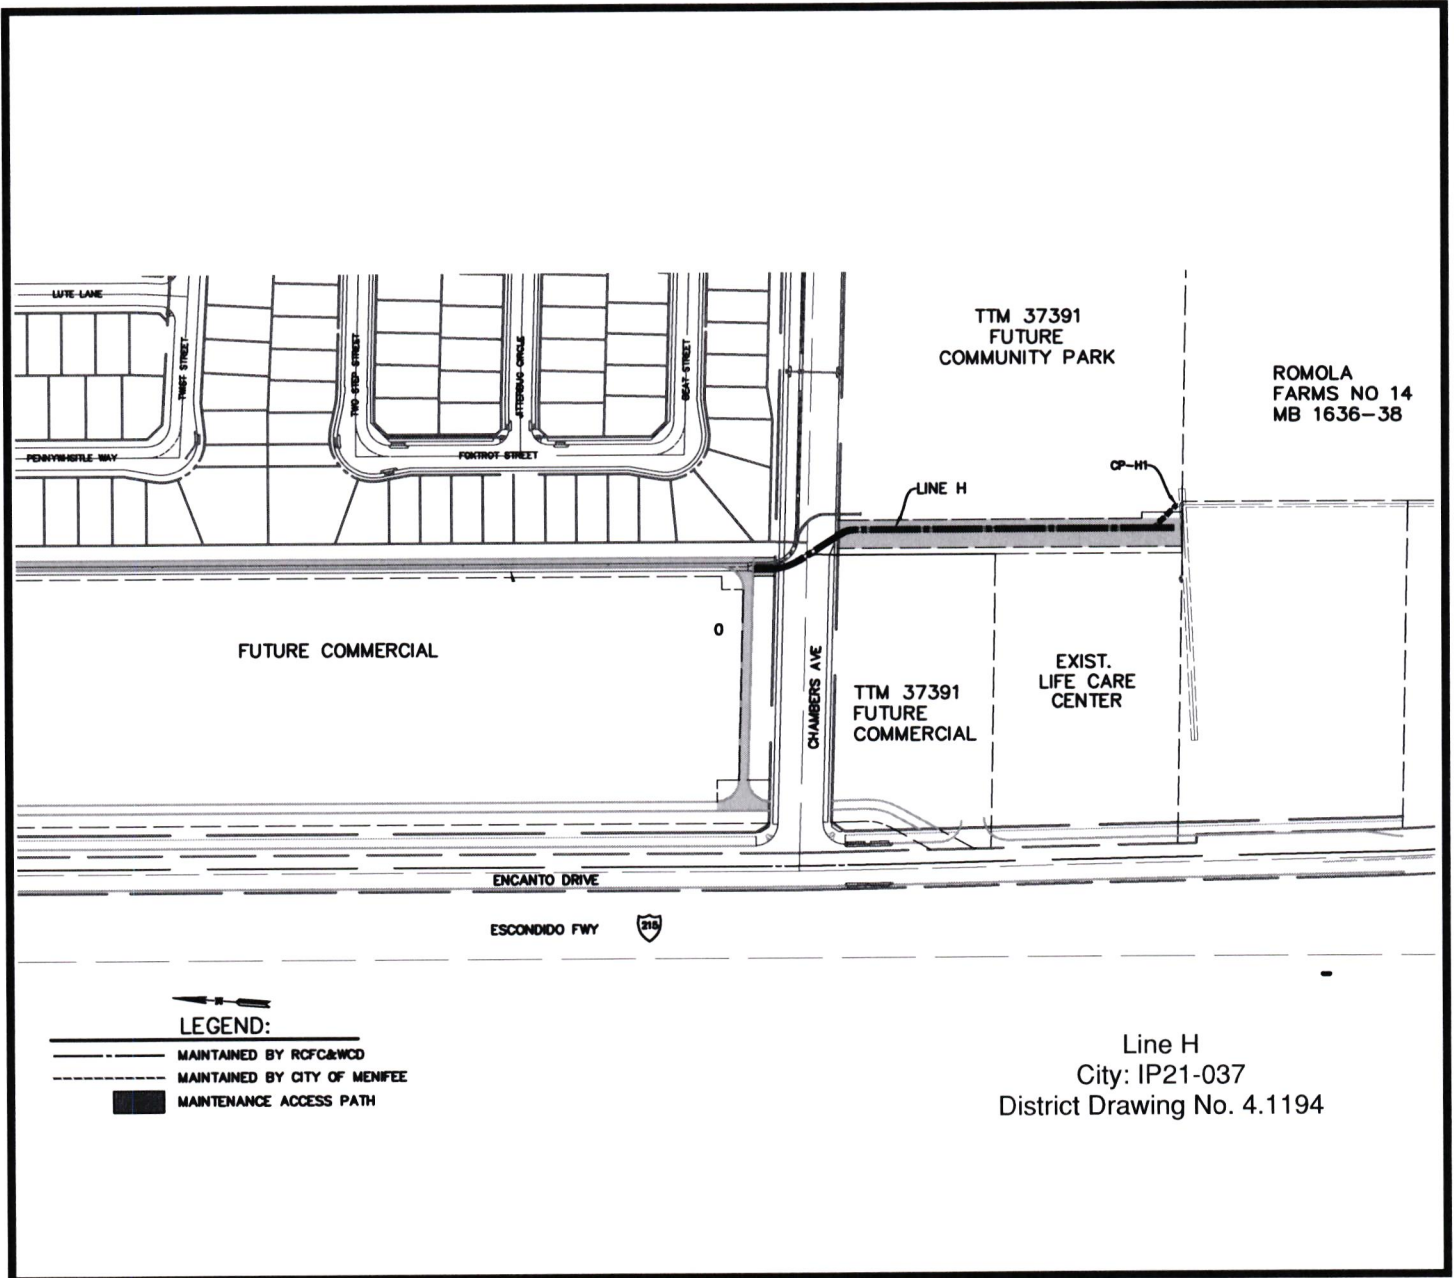 LUTE LANE
TWIST STREET
TWO STEP STREET
JITTERBUG CIRCLE
BEAT STREET
PENNYWHISTLE WAY
FOXTROT STREET
TTM 37391
FUTURE
COMMUNITY PARK
ROMOLA
FARMS NO 14
MB 1636-38
CP-H1
LINE H
FUTURE COMMERCIAL
0
CHAMBERS AVE
TTM 37391
FUTURE
COMMERCIAL
EXIST.
LIFE CARE
CENTER
ENCANTO DRIVE
ESCONDIDO FWY
215
N
LEGEND:
MAINTAINED BY RCFC&WCD
MAINTAINED BY CITY OF MENIFEE
MAINTENANCE ACCESS PATH
Line H
City: IP21-037
District Drawing No. 4.1194